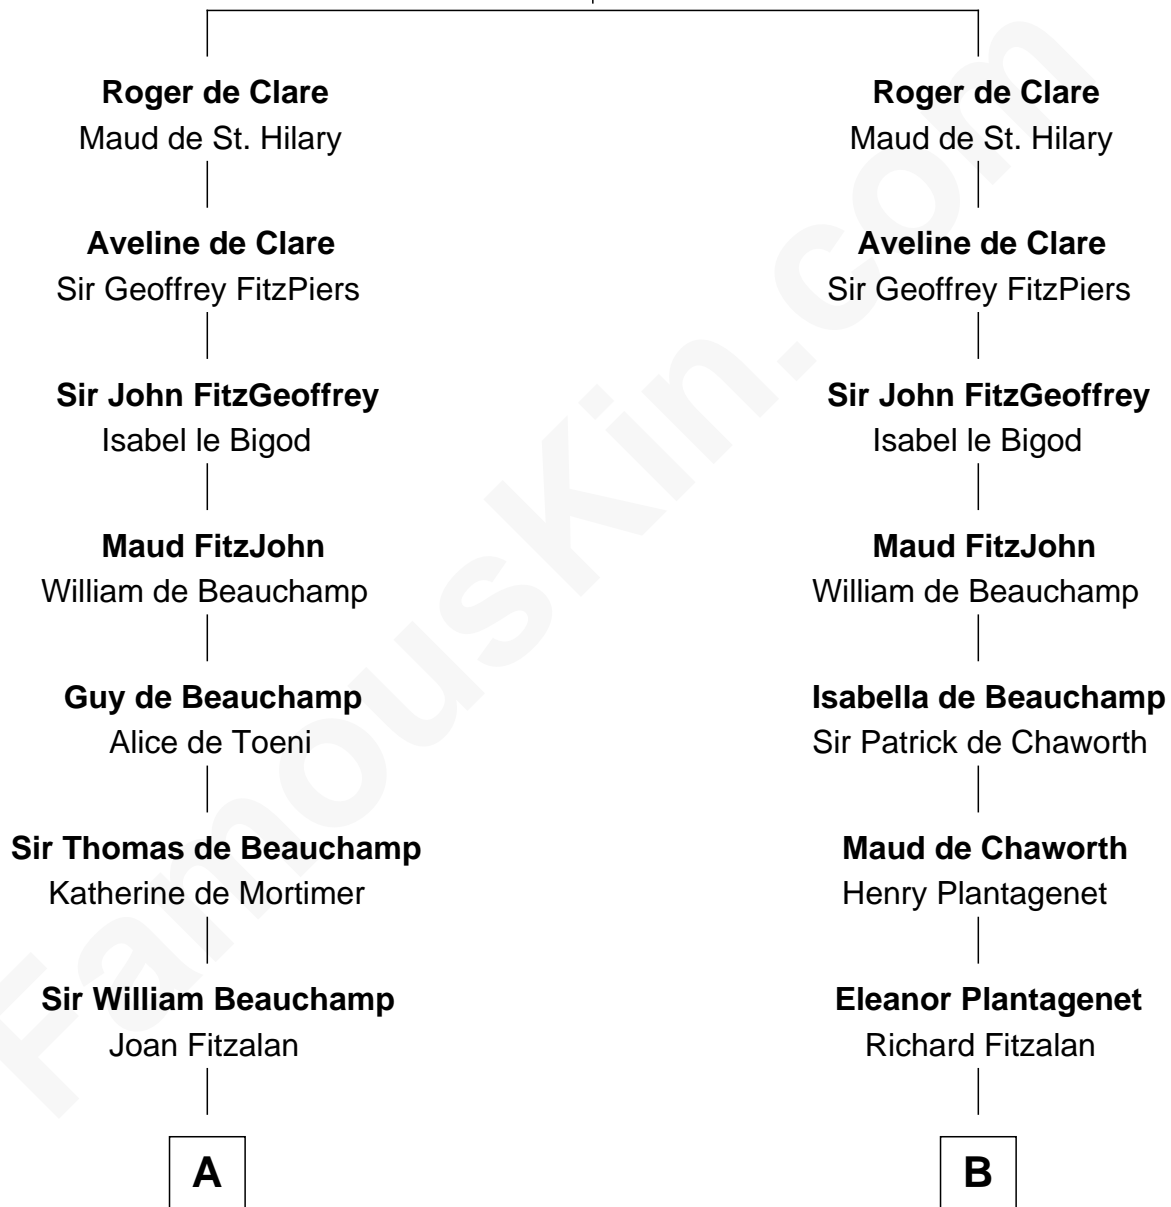 Roger de Clare
Maud de St. Hilary
Aveline de Clare
Sir Geoffrey FitzPiers
Sir John FitzGeoffrey
Isabel le Bigod
Maud FitzJohn
William de Beauchamp
Guy de Beauchamp
Alice de Toeni
Sir Thomas de Beauchamp
Katherine de Mortimer
Sir William Beauchamp
Joan Fitzalan
A
Roger de Clare
Maud de St. Hilary
Aveline de Clare
Sir Geoffrey FitzPiers
Sir John FitzGeoffrey
Isabel le Bigod
Maud FitzJohn
William de Beauchamp
Isabella de Beauchamp
Sir Patrick de Chaworth
Maud de Chaworth
Henry Plantagenet
Eleanor Plantagenet
Richard Fitzalan
B
FamousKin.com